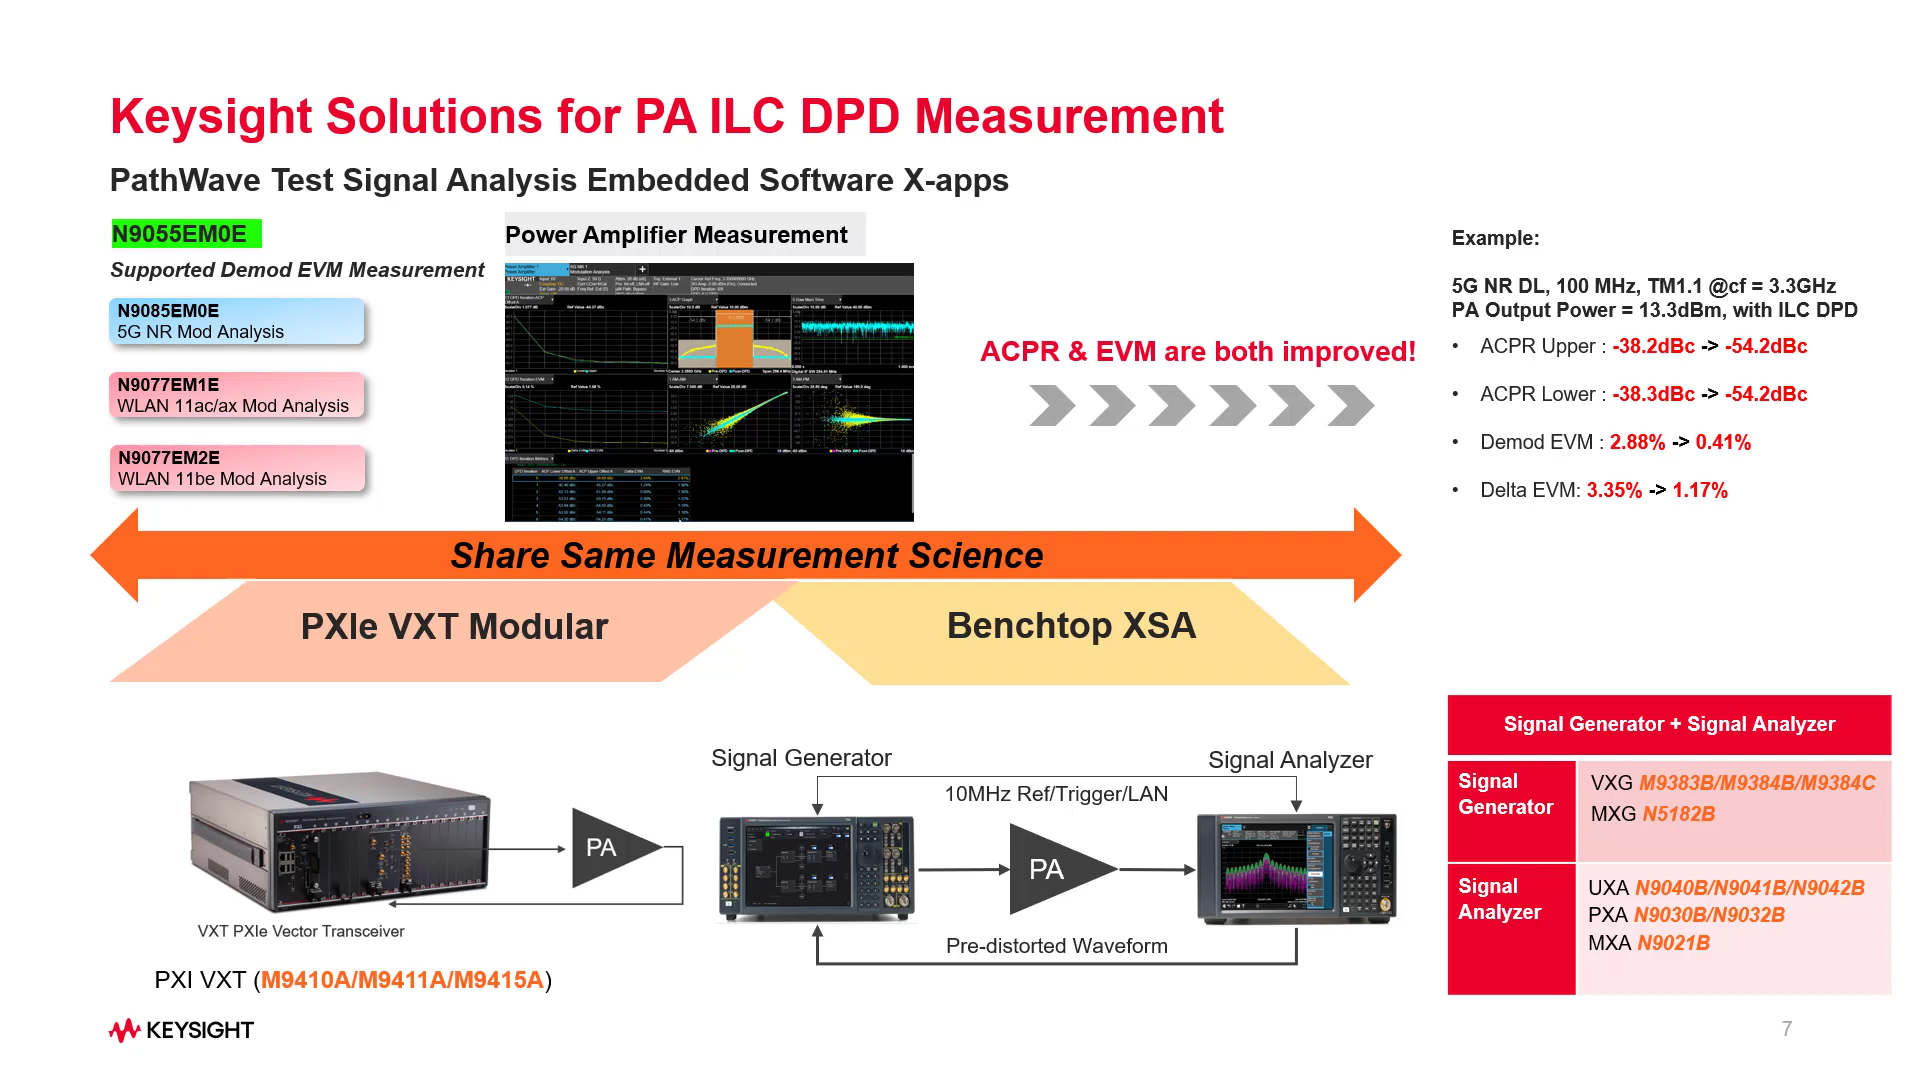 Keysight Solutions for PA ILC DPD Measurement
PathWave Test Signal Analysis Embedded Software X-apps
N9055EM0E
Supported Demod EVM Measurement
N9085EM0E
5G NR Mod Analysis
N9077EM1E
WLAN 11ac/ax Mod Analysis
N9077EM2E
WLAN 11be Mod Analysis
Power Amplifier Measurement
KEYSIGHT
ACPR & EVM are both improved!
Example:
5G NR DL, 100 MHz, TM1.1 @cf = 3.3GHz
PA Output Power = 13.3dBm, with ILC DPD
• ACPR Upper : -38.2dBc -> -54.2dBc
• ACPR Lower : -38.3dBc -> -54.2dBc
• Demod EVM : 2.88% -> 0.41%
• Delta EVM: 3.35% -> 1.17%
Share Same Measurement Science
PXIe VXT Modular
Benchtop XSA
PA
VXT PXIe Vector Transceiver
PXI VXT (M9410A/M9411A/M9415A)
Signal Generator
Signal Analyzer
10MHz Ref/Trigger/LAN
PA
Pre-distorted Waveform
Signal Generator + Signal Analyzer
Signal
Generator
VXG M9383B/M9384B/M9384C
MXG N5182B
Signal
Analyzer
UXA N9040B/N9041B/N9042B
PXA N9030B/N9032B
MXA N9021B
KEYSIGHT
7